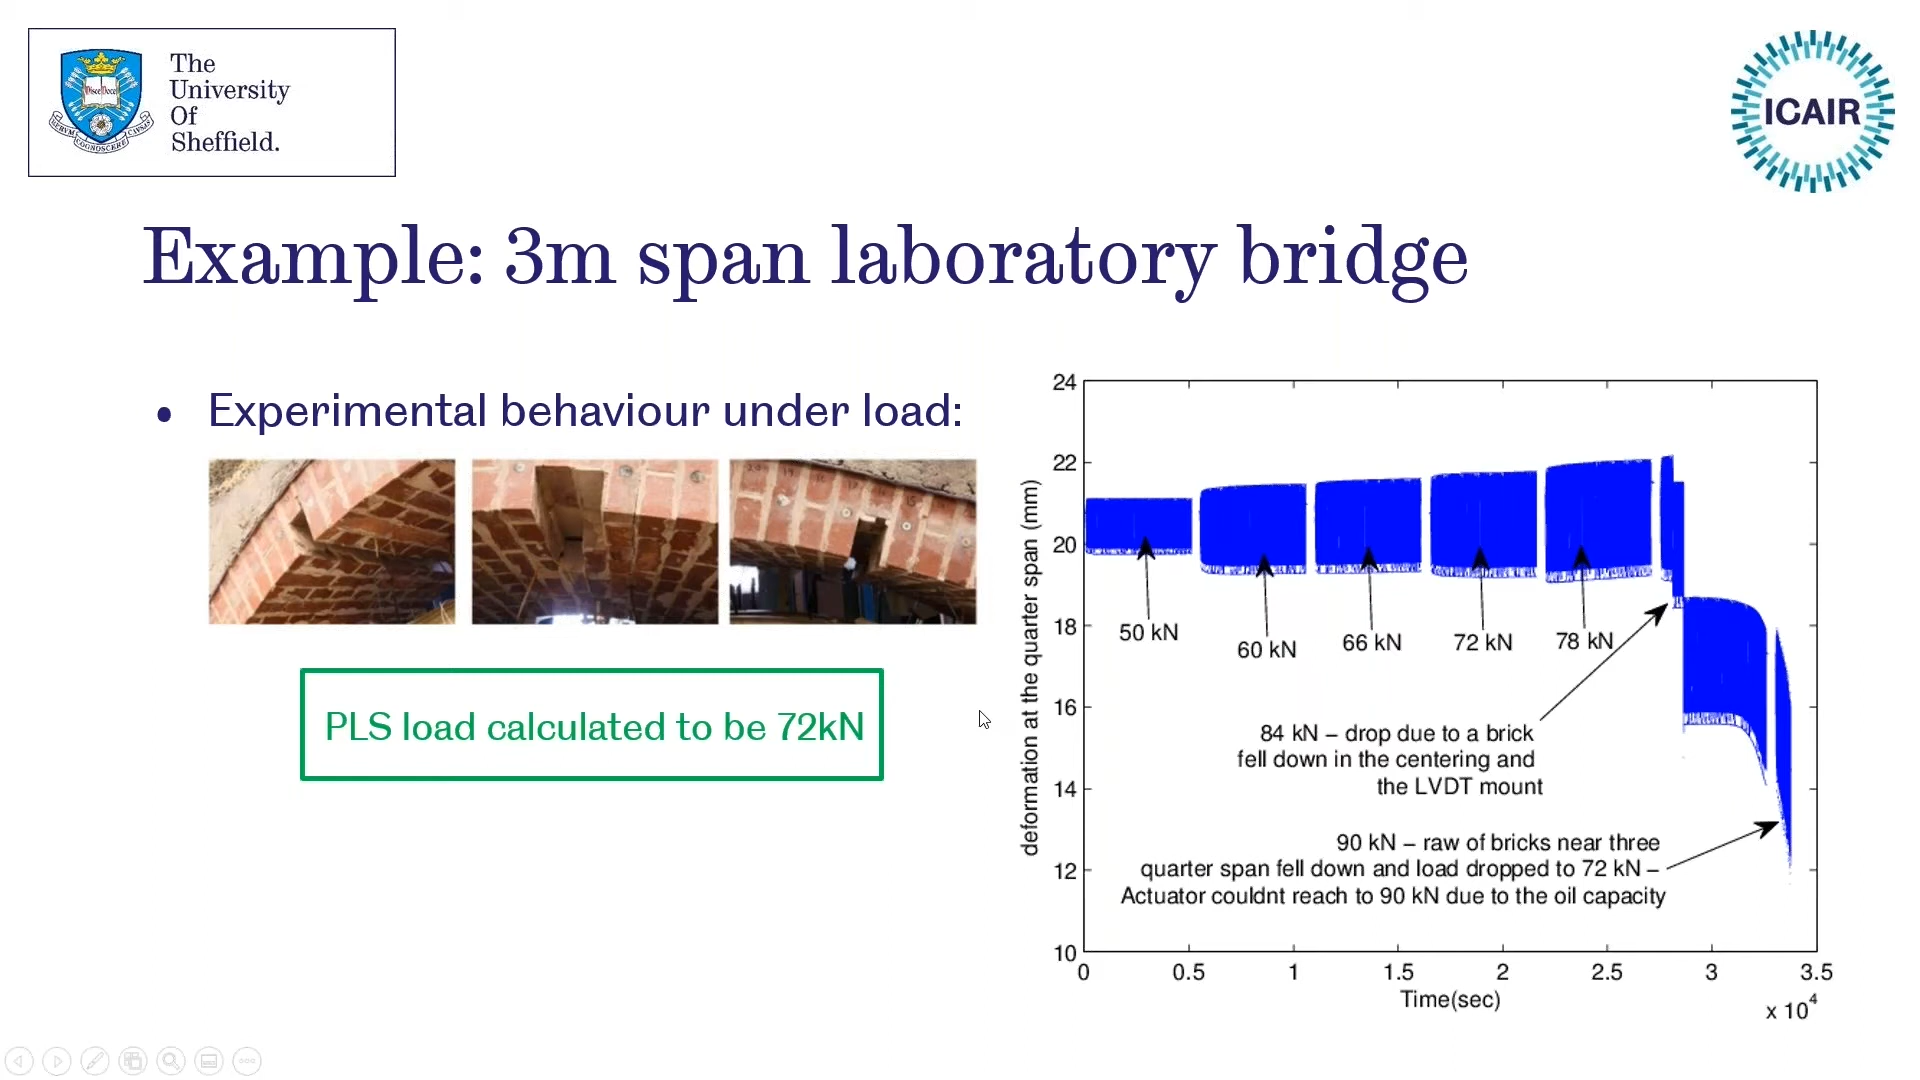 The
University
Of
Sheffield.
Disce Doce
RERVM
COGNOSCERE
CAVSAS
ICAIR
Example: 3m span laboratory bridge
• Experimental behaviour under load:
PLS load calculated to be 72kN
deformation at the quarter span (mm)
24
22
20
18
16
14
12
10
50 kN
60 kN
66 kN
72 kN
78 kN
84 kN – drop due to a brick
fell down in the centering and
the LVDT mount
90 kN – raw of bricks near three
quarter span fell down and load dropped to 72 kN –
Actuator couldnt reach to 90 kN due to the oil capacity
0 0.5 1 1.5 2 2.5 3 3.5
Time(sec)
x 10⁴